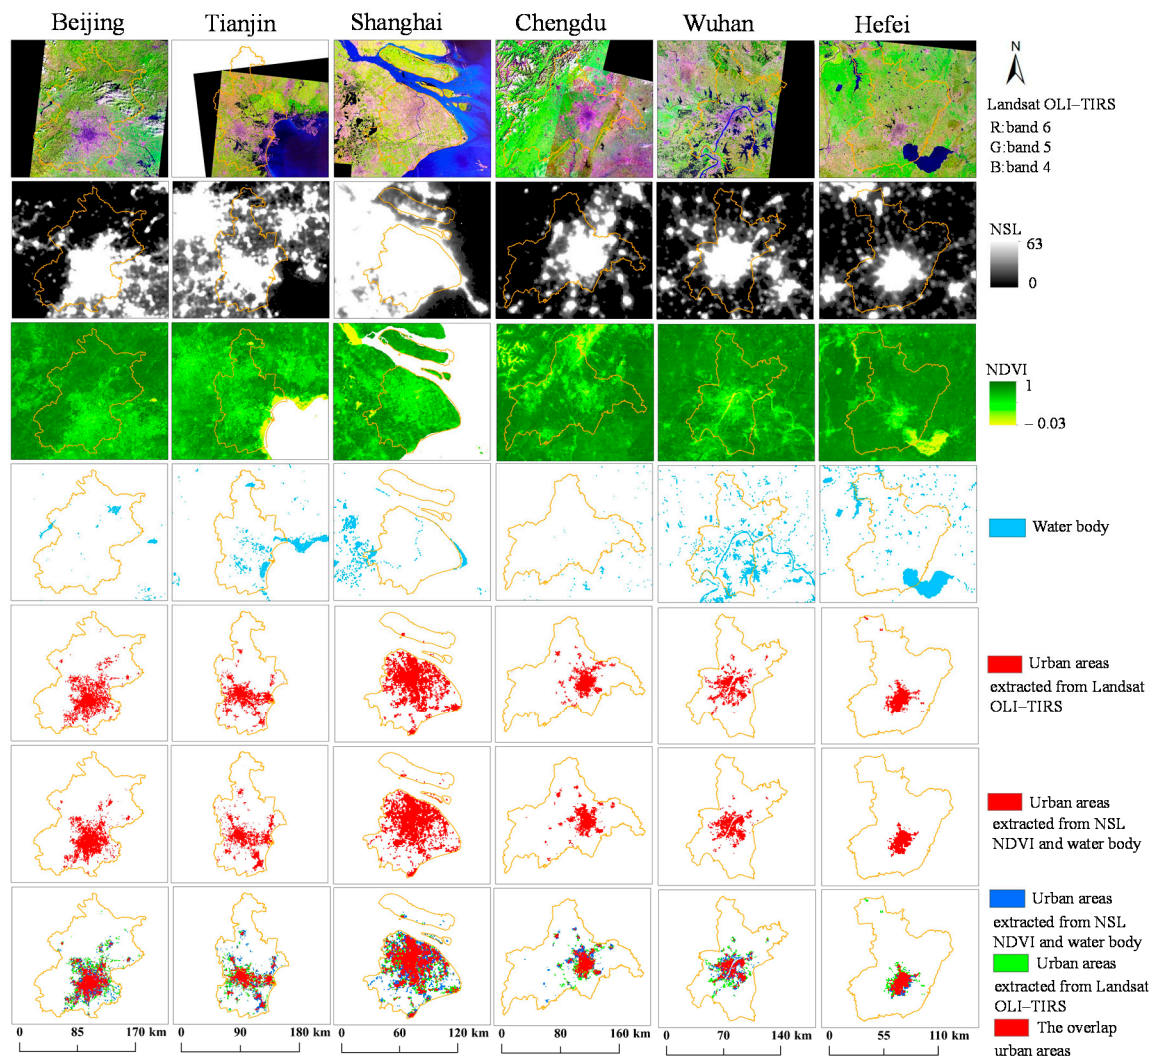 Beijing Tianjin Shanghai Chengdu Wuhan Hefei
N
Landsat OLI–TIRS
R: band 6
G: band 5
B: band 4
NSL
63
0
NDVI
1
– 0.03
Water body
Urban areas
extracted from Landsat
OLI–TIRS
Urban areas
extracted from NSL
NDVI and water body
Urban areas
extracted from NSL
NDVI and water body
Urban areas
extracted from Landsat
OLI–TIRS
The overlap
urban areas
0 85 170 km 0 90 180 km 0 60 120 km 0 80 160 km 0 70 140 km 0 55 110 km